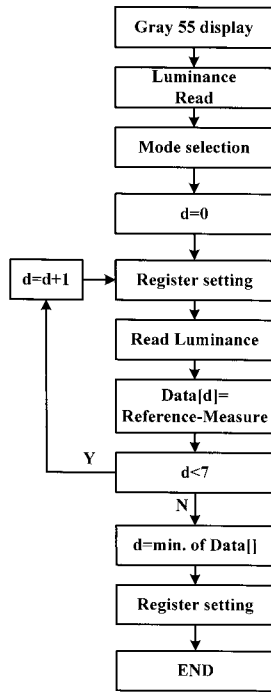 Gray 55 display
Luminance
Read
Mode selection
d=0
d=d+1
Register setting
Read Luminance
Data[d]=
Reference-Measure
Y
d<7
N
d=min. of Data[]
Register setting
END